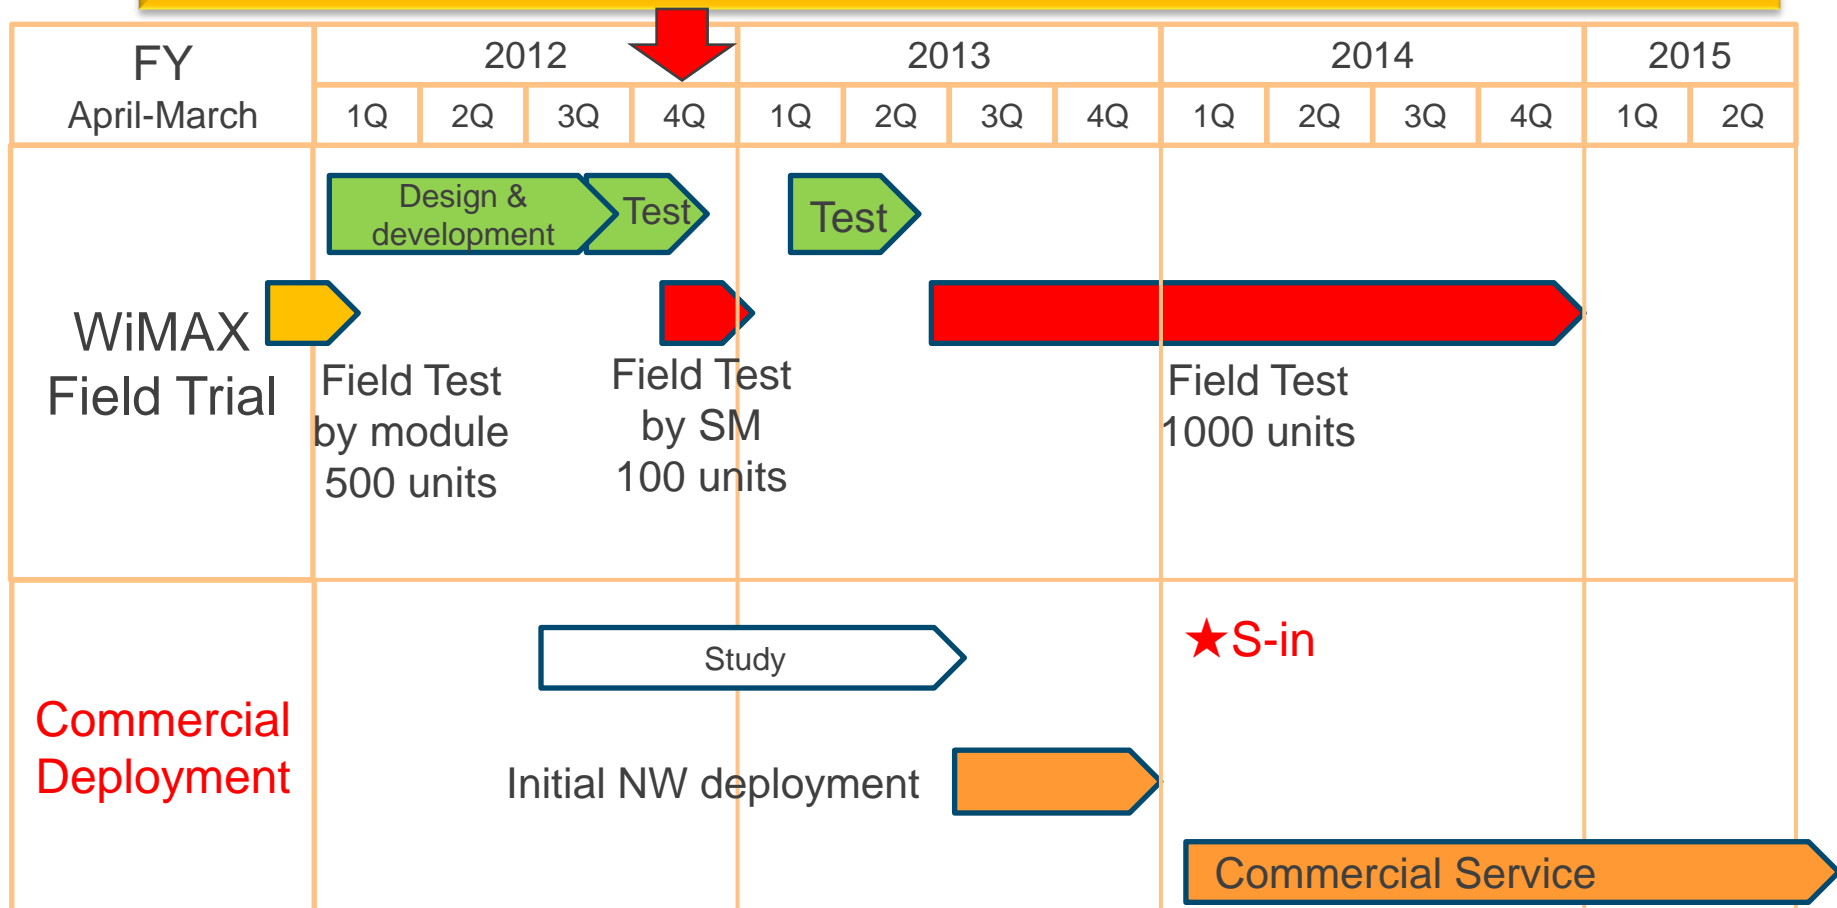 FY
April-March
2012
2013
2014
2015
1Q 2Q 3Q 4Q 1Q 2Q 3Q 4Q 1Q 2Q 3Q 4Q 1Q 2Q
WiMAX
Field Trial
Design &
development
Test
Test
Field Test
by module
500 units
Field Test
by SM
100 units
Field Test
1000 units
Commercial
Deployment
Study
★S-in
Initial NW deployment
Commercial Service